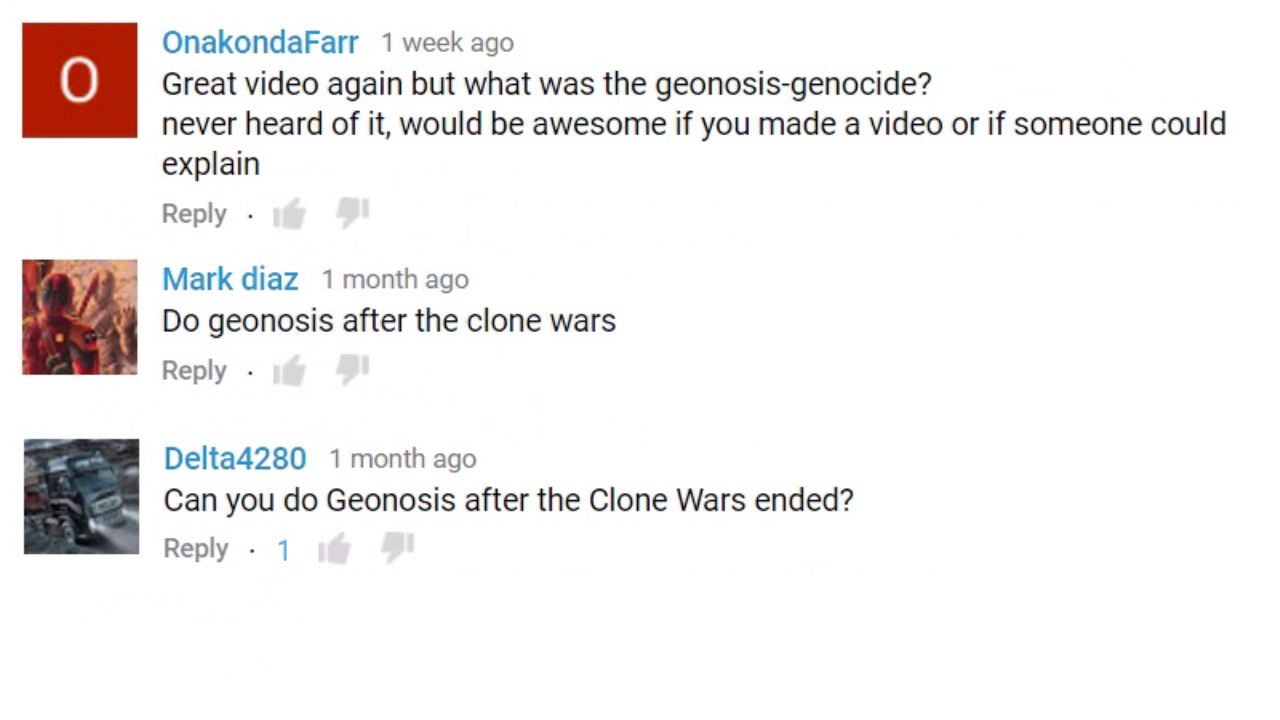 O
OnakondaFarr 1 week ago
Great video again but what was the geonosis-genocide?
never heard of it, would be awesome if you made a video or if someone could
explain
Reply ·
Mark diaz 1 month ago
Do geonosis after the clone wars
Reply ·
Delta4280 1 month ago
Can you do Geonosis after the Clone Wars ended?
Reply · 1